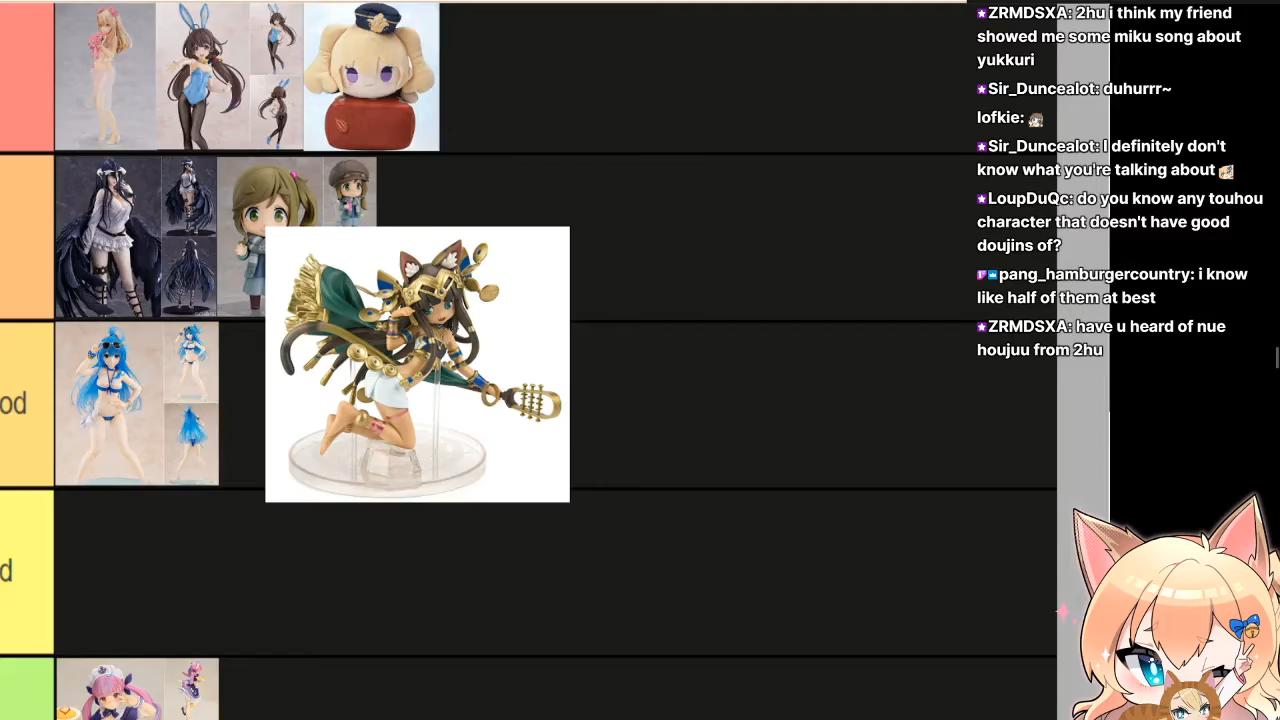 ZRMDSXA: 2hu i think my friend
showed me some miku song about
yukkuri
Sir_Duncealot: duhurrr~
lofkie:
Sir_Duncealot: I definitely don't
know what you're talking about
LoupDuQc: do you know any touhou
character that doesn't have good
doujins of?
pang_hamburgercountry: i know
like half of them at best
ZRMDSXA: have u heard of nue
houjuu from 2hu
od
d